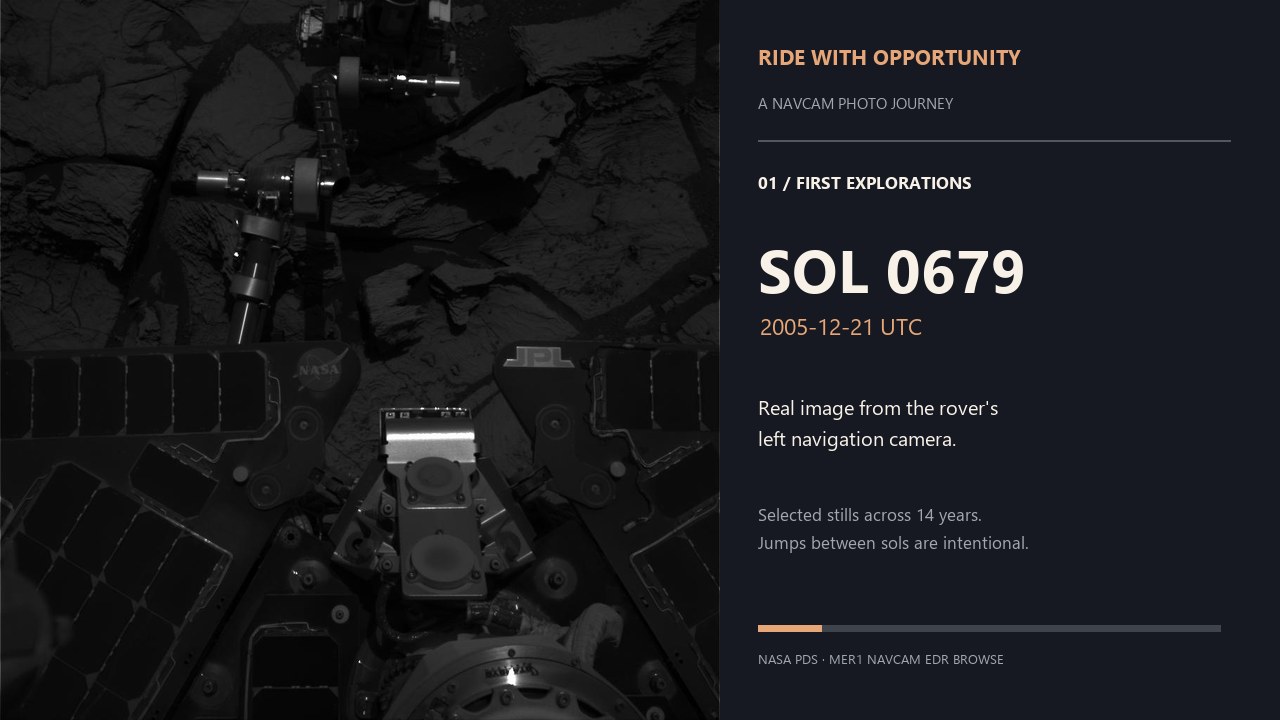 NASA
JPL
RIDE WITH OPPORTUNITY
A NAVCAM PHOTO JOURNEY
01 / FIRST EXPLORATIONS
SOL 0679
2005-12-21 UTC
Real image from the rover's
left navigation camera.
Selected stills across 14 years.
Jumps between sols are intentional.
NASA PDS · MER1 NAVCAM EDR BROWSE